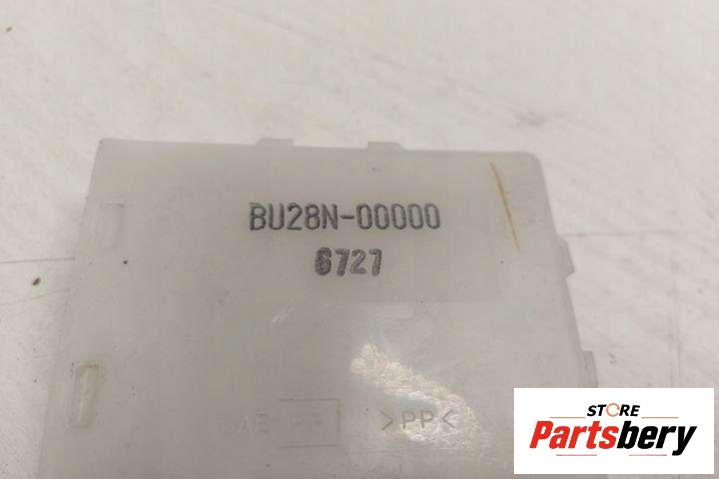 BU28N-00000
6727
>PP<
STORE
Partsbery